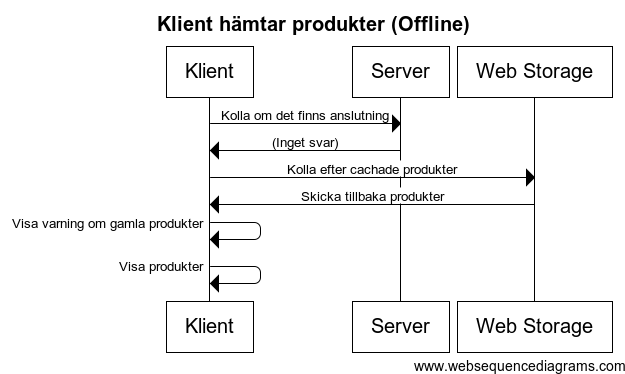 Klient hämtar produkter (Offline)
Klient
Server
Web Storage
Kolla om det finns anslutning
(Inget svar)
Kolla efter cachade produkter
Skicka tillbaka produkter
Visa varning om gamla produkter
Visa produkter
Klient
Server
Web Storage
www.websequencediagrams.com